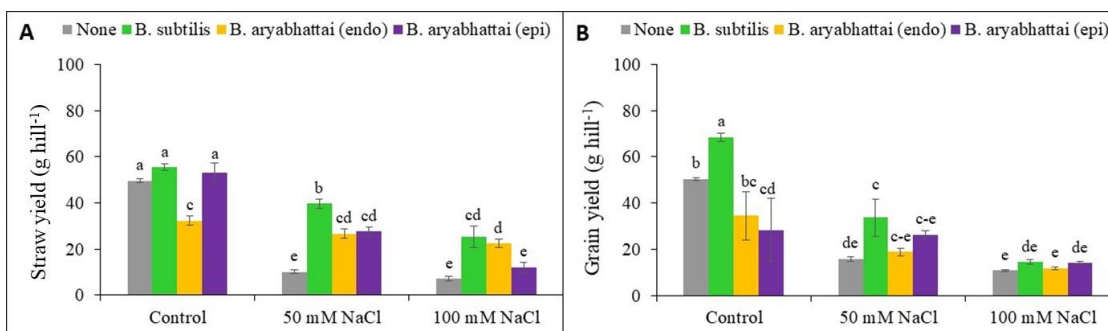 A
None B. subtilis B. aryabhattai (endo) B. aryabhattai (epi)
100
80
60
40
20
0
Straw yield (g hill-1)
a a c a
e b cd cd
e cd d e
Control 50 mM NaCl 100 mM NaCl
B
None B. subtilis B. aryabhattai (endo) B. aryabhattai (epi)
100
80
60
40
20
0
Grain yield (g hill-1)
b a bc cd
de c c-e c-e
e de e de
Control 50 mM NaCl 100 mM NaCl